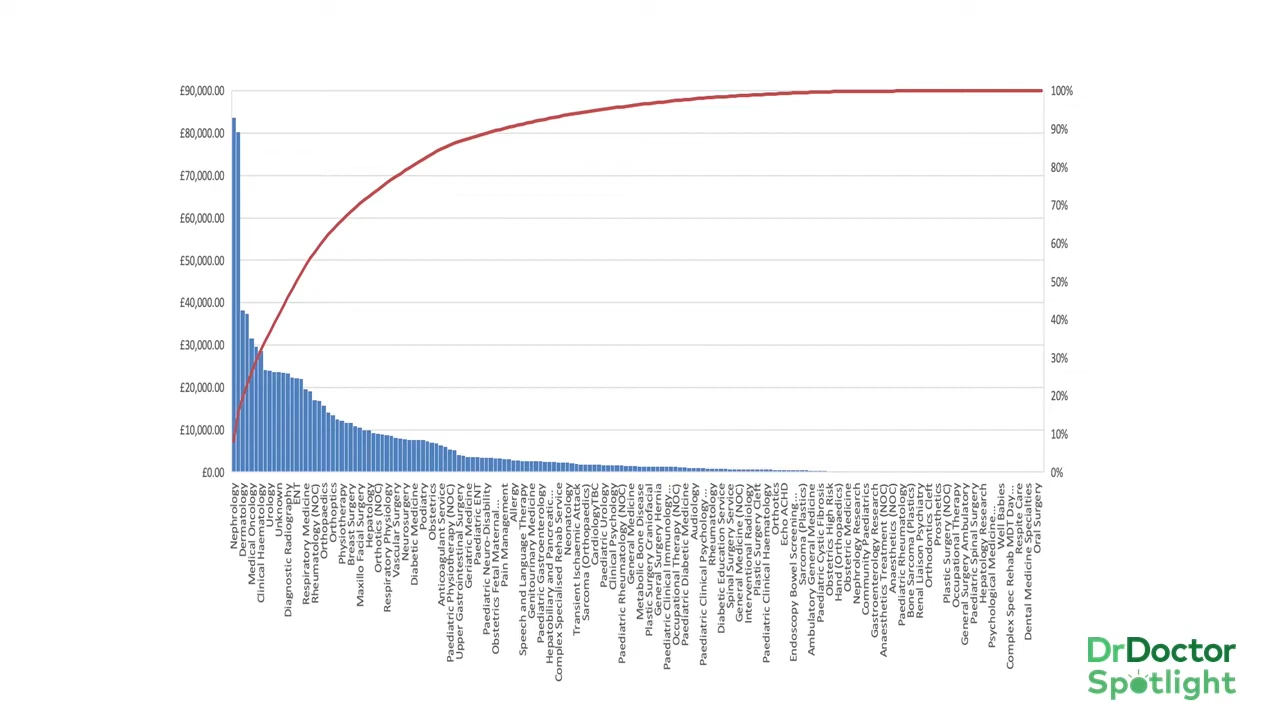 £90,000.00
£80,000.00
£70,000.00
£60,000.00
£50,000.00
£40,000.00
£30,000.00
£20,000.00
£10,000.00
£0.00
100%
90%
80%
70%
60%
50%
40%
30%
20%
10%
0%
Nephrology
Dermatology
Medical Oncology
Clinical Haematology
Urology
Unknown
Diagnostic Radiography
ENT
Respiratory Medicine
Rheumatology (NOC)
Orthopaedics
Orthoptics
Physiotherapy
Breast Surgery
Maxillo Facial Surgery
Hepatology
Orthotics (NOC)
Respiratory Physiology
Vascular Surgery
Neurosurgery
Diabetic Medicine
Podiatry
Obstetrics
Anticoagulant Service
Paediatric Physiotherapy (NOC)
Upper Gastrointestinal Surgery
Geriatric Medicine
Paediatric ENT
Paediatric Neuro-Disability
Obstetrics Fetal Maternal...
Pain Management
Allergy
Speech and Language Therapy
Genitourinary Medicine
Paediatric Gastroenterology
Hepatobiliary and Pancreatic...
Complex Specialised Rehab Service
Neonatology
Transient Ischaemic Attack
Sarcoma (Orthopaedics)
CardiologyTBC
Paediatric Urology
Clinical Psychology
Paediatric Rheumatology (NOC)
General Medicine
Metabolic Bone Disease
Plastic Surgery Craniofacial
General Surgery Hernia
Paediatric Clinical Immunology...
Occupational Therapy (NOC)
Paediatric Diabetic Medicine
Audiology
Paediatric Clinical Psychology...
Rheumatology
Diabetic Education Service
Spinal Surgery Service
General Medicine (NOC)
Interventional Radiology
Plastic Surgery Cleft
Paediatric Clinical Haematology
Orthotics
EchoACHD
Endoscopy Bowel Screening...
Sarcoma (Plastics)
Ambulatory General Medicine
Paediatric Cystic Fibrosis
Obstetrics High Risk
Hand (Orthopaedics)
Obstetric Medicine
Nephrology Research
Community Paediatrics
Gastroenterology Research
Anaesthetics Treatment (NOC)
Anaesthetics (NOC)
Paediatric Rheumatology
Bone Sarcoma (Plastics)
Renal Liaison Psychiatry
Orthodontics Cleft
Prosthetics
Plastic Surgery (NOC)
Occupational Therapy
General Surgery Ambulatory
Paediatric Spinal Surgery
Hepatology Research
Psychological Medicine...
Well Babies
Complex Spec Rehab MD Day...
Respite Care
Dental Medicine Specialties
Oral Surgery
DrDoctor
Spotlight